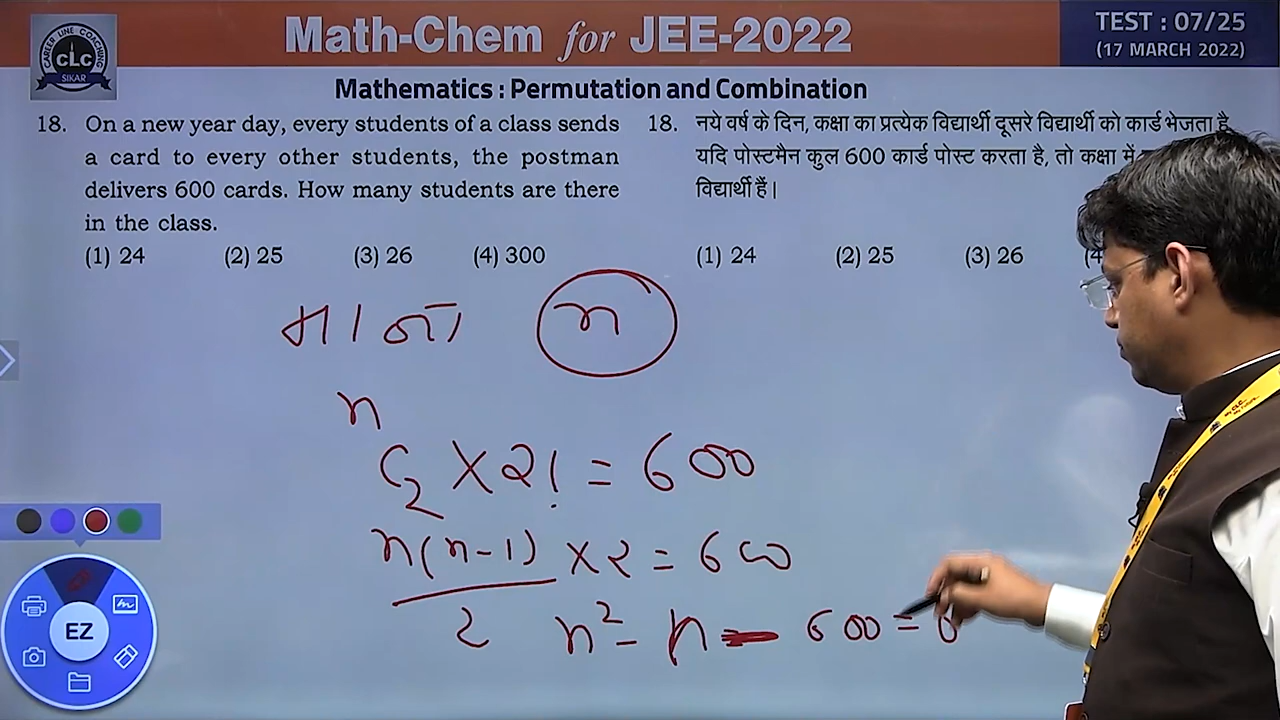 CAREER LINE COACHING
CLC
SIKAR
Math-Chem for JEE-2022
TEST : 07/25
(17 MARCH 2022)
Mathematics : Permutation and Combination
18. On a new year day, every students of a class sends
a card to every other students, the postman
delivers 600 cards. How many students are there
in the class.
(1) 24 (2) 25 (3) 26 (4) 300
18. नये वर्ष के दिन, कक्षा का प्रत्येक विद्यार्थी दूसरे विद्यार्थी को कार्ड भेजता है
यदि पोस्टमैन कुल 600 कार्ड पोस्ट करता है, तो कक्षा में
विद्यार्थी हैं।
(1) 24 (2) 25 (3) 26 (4)
माना n
n
C2 × 2! = 600
n(n-1) × 2 = 600
2
n² - n - 600 = 0
EZ